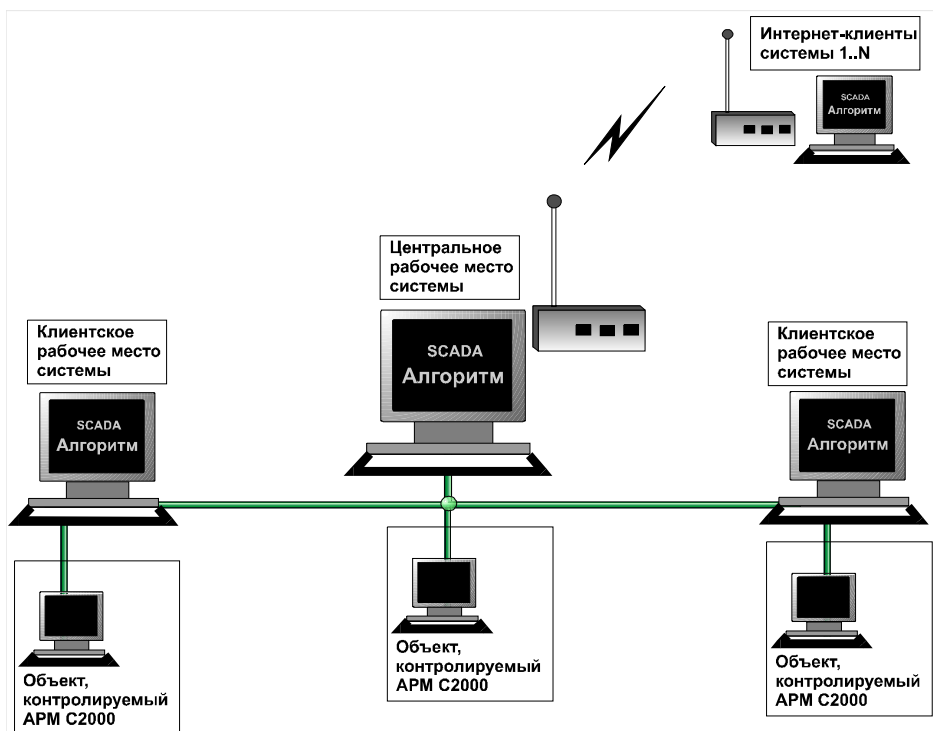 Интернет-клиенты
системы 1..N
SCADA
Алгоритм
Центральное
рабочее место
системы
SCADA
Алгоритм
Клиентское
рабочее место
системы
SCADA
Алгоритм
Клиентское
рабочее место
системы
SCADA
Алгоритм
Объект,
контролируемый
АРМ С2000
Объект,
контролируемый
АРМ С2000
Объект,
контролируемый
АРМ С2000